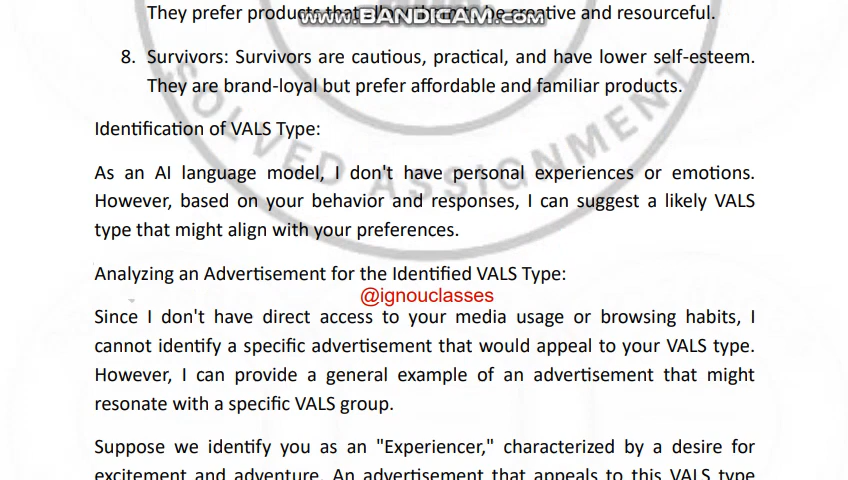 They prefer products that
creative and resourceful.
www.BANDICAM.com
8. Survivors: Survivors are cautious, practical, and have lower self-esteem.
They are brand-loyal but prefer affordable and familiar products.
SOLVED ASSIGNMENT
Identification of VALS Type:
As an AI language model, I don't have personal experiences or emotions.
However, based on your behavior and responses, I can suggest a likely VALS
type that might align with your preferences.
Analyzing an Advertisement for the Identified VALS Type:
@ignouclasses
Since I don't have direct access to your media usage or browsing habits, I
cannot identify a specific advertisement that would appeal to your VALS type.
However, I can provide a general example of an advertisement that might
resonate with a specific VALS group.
Suppose we identify you as an "Experiencer," characterized by a desire for
excitement and adventure. An advertisement that appeals to this VALS type